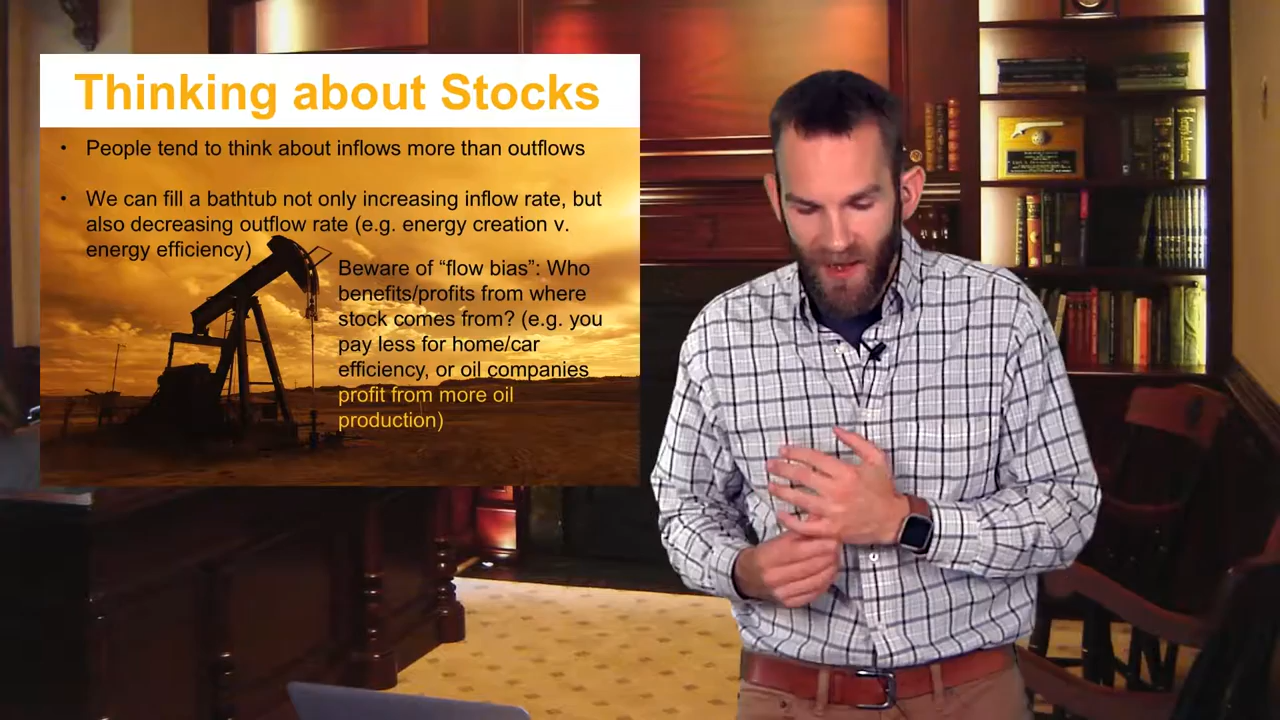 Thinking about Stocks
• People tend to think about inflows more than outflows
• We can fill a bathtub not only increasing inflow rate, but
also decreasing outflow rate (e.g. energy creation v.
energy efficiency)
Beware of “flow bias”: Who
benefits/profits from where
stock comes from? (e.g. you
pay less for home/car
efficiency, or oil companies
profit from more oil
production)